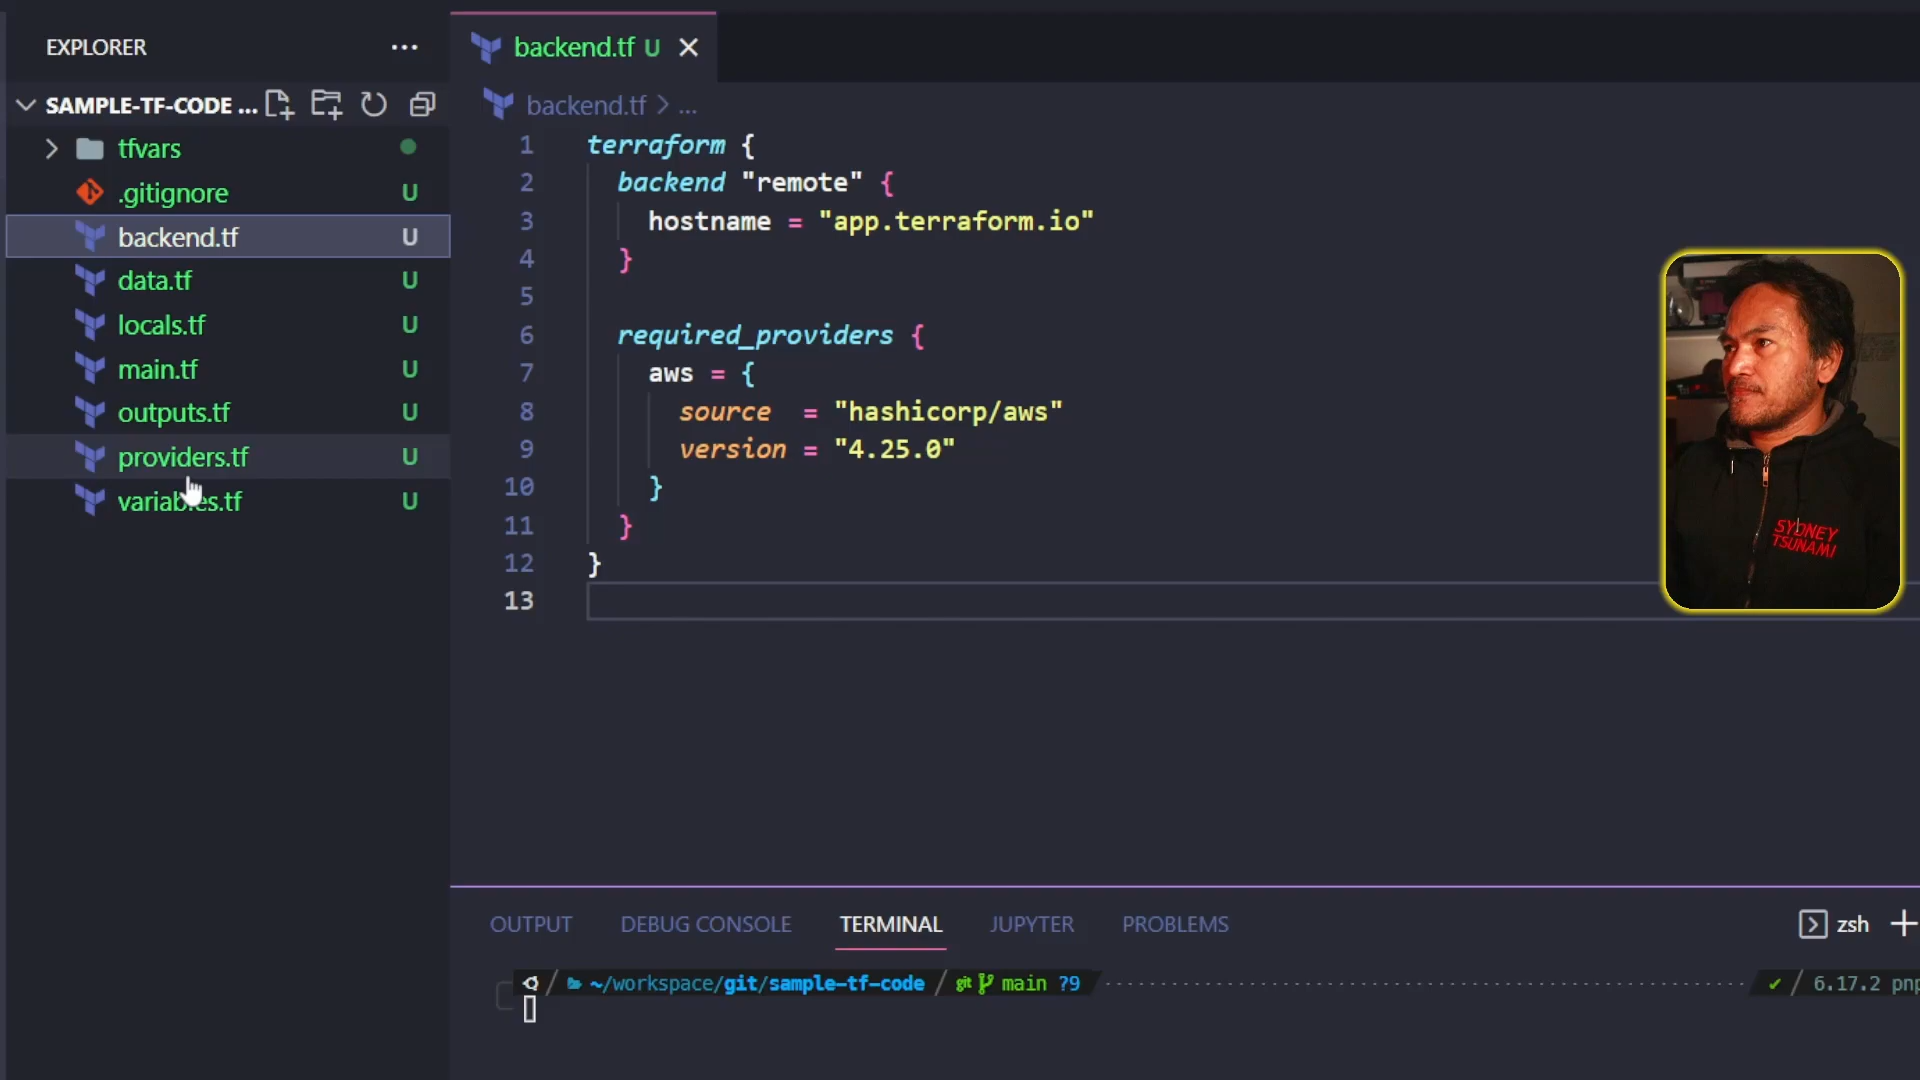 EXPLORER
SAMPLE-TF-CODE ...
tfvars
.gitignore U
backend.tf U
data.tf U
locals.tf U
main.tf U
outputs.tf U
providers.tf U
variables.tf U
backend.tf U
backend.tf > ...
1 terraform {
2 backend "remote" {
3 hostname = "app.terraform.io"
4 }
5
6 required_providers {
7 aws = {
8 source = "hashicorp/aws"
9 version = "4.25.0"
10 }
11 }
12 }
13
SYDNEY
TSUNAMI
OUTPUT DEBUG CONSOLE TERMINAL JUPYTER PROBLEMS zsh
~/workspace/git/sample-tf-code git main ?9 ✔ 6.17.2 pnp